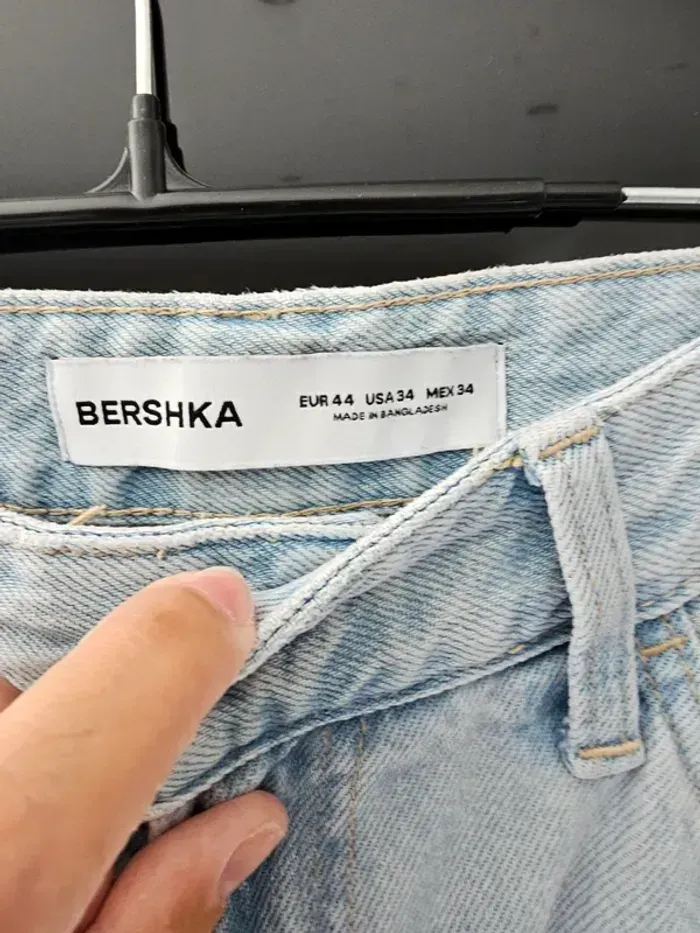 BERSHKA
EUR 44 USA 34 MEX 34
MADE IN BANGLADESH